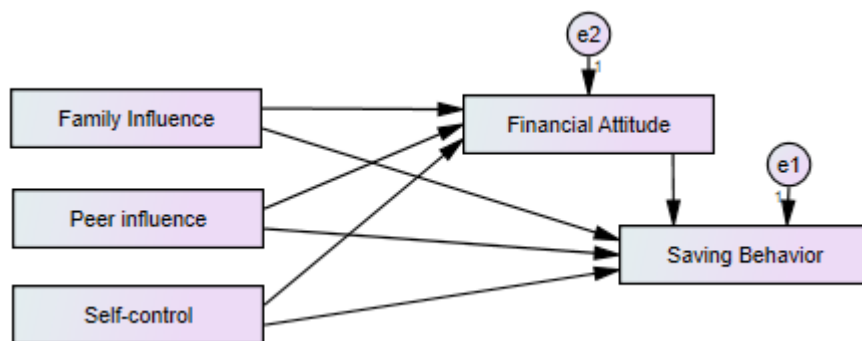 e2
1
Family Influence
Financial Attitude
e1
1
Peer influence
Saving Behavior
Self-control